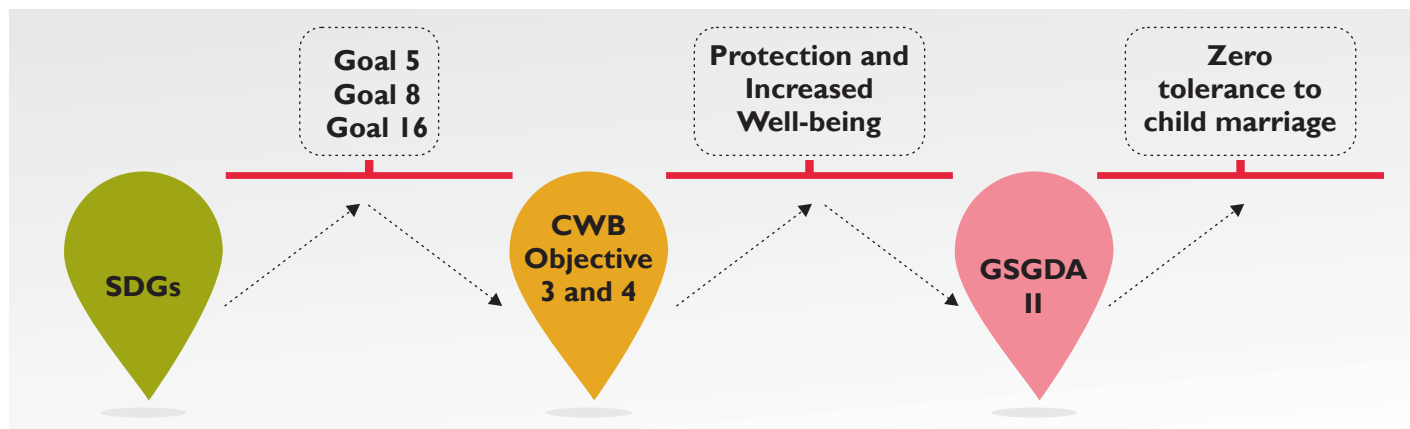 SDGs
Goal 5
Goal 8
Goal 16
CWB
Objective
3 and 4
Protection and
Increased
Well-being
GSGDA
II
Zero
tolerance to
child marriage